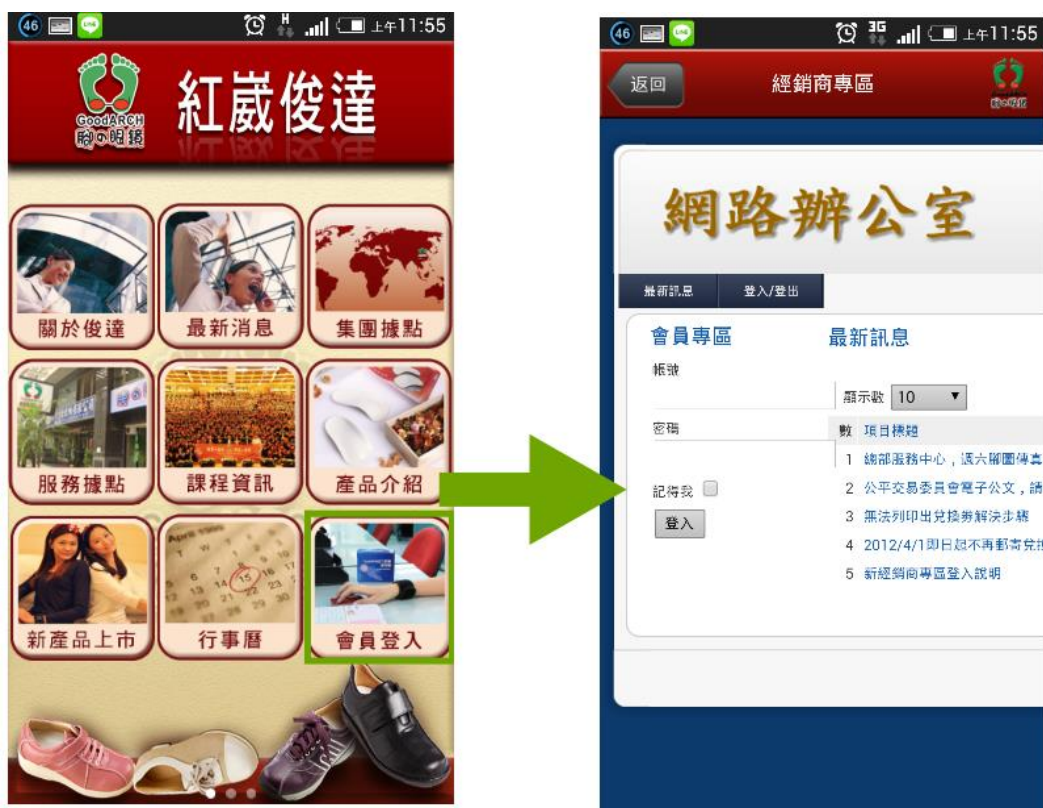 46 LINE H 上午11:55
GoodARCH
腳の眼鏡
紅崴俊達
關於俊達 最新消息 集團據點
服務據點 課程資訊 產品介紹
新產品上市 行事曆 會員登入
46 LINE 3G 上午11:55
返回 經銷商專區
網路辦公室
最新訊息 登入/登出
會員專區 最新訊息
帳號
顯示數 10
密碼
數 項目標題
1 總部服務中心,週六腳圖傳真
2 公平交易委員會電子公文,請
記得我
3 無法列印出兌換券解決步驟
登入
4 2012/4/1即日起不再郵寄兌換
5 新經銷商專區登入說明